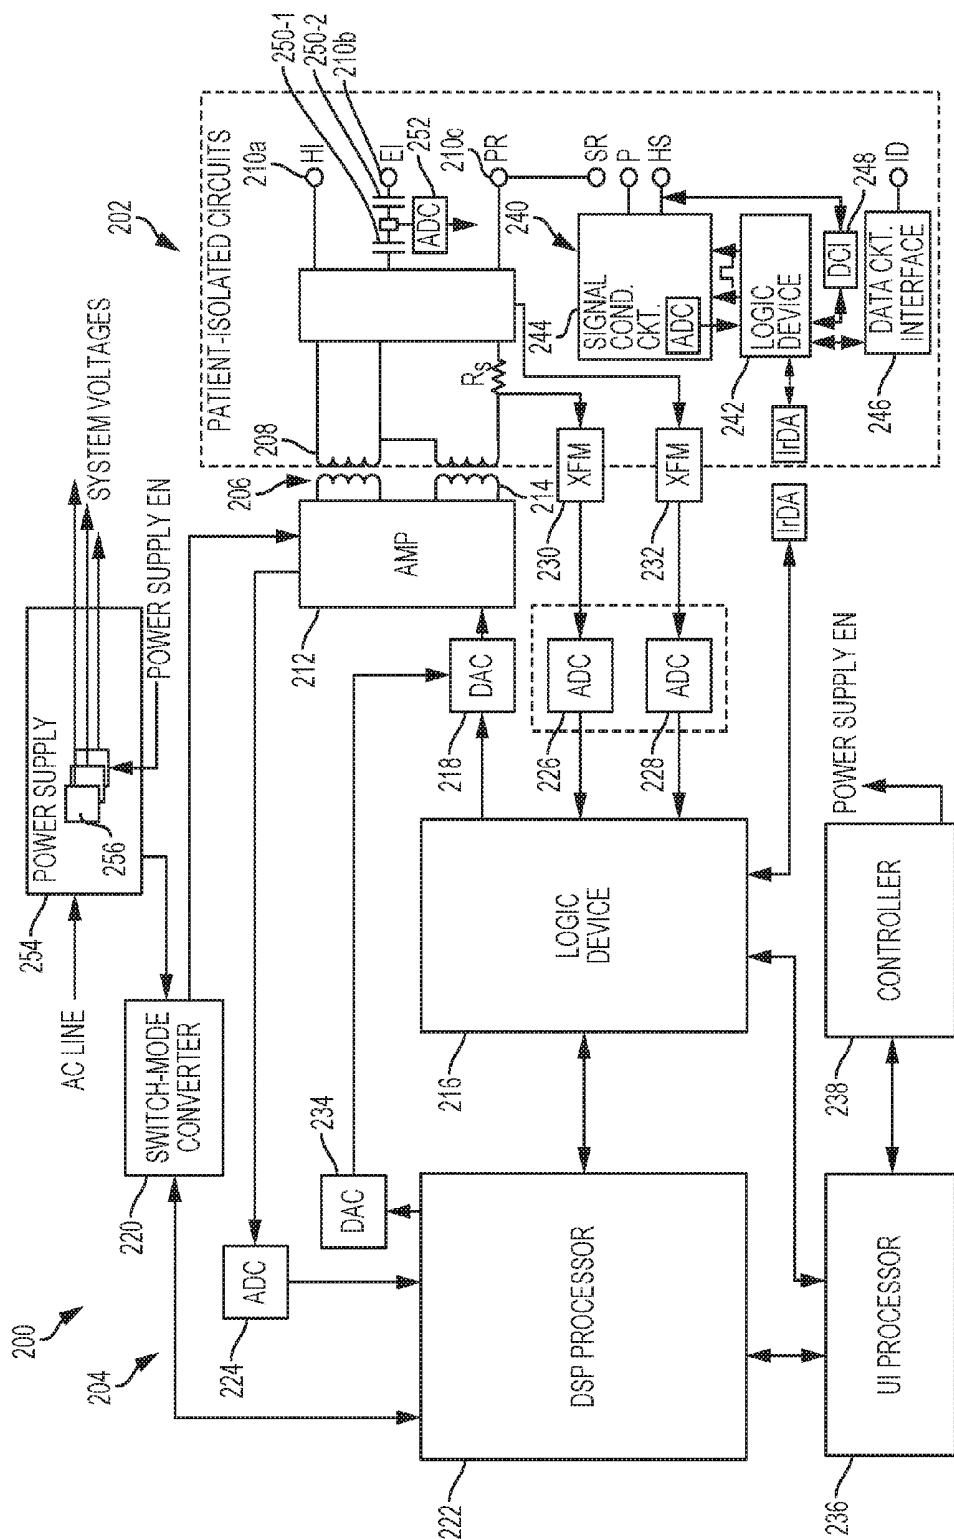 200
204
202
254
AC LINE
POWER SUPPLY
256
SYSTEM VOLTAGES
POWER SUPPLY EN
220
SWITCH-MODE
CONVERTER
224
ADC
234
DAC
212
AMP
206
208
214
PATIENT-ISOLATED CIRCUITS
210a
HI
250-1
250-2
210b
EI
252
ADC
210c
PR
SR
P
HS
ID
RS
218
DAC
230
XFM
232
XFM
226
ADC
228
ADC
240
244
SIGNAL
COND.
CKT.
ADC
242
LOGIC
DEVICE
248
DCI
246
DATA CKT.
INTERFACE
IrDA
IrDA
222
DSP PROCESSOR
216
LOGIC
DEVICE
236
UI PROCESSOR
238
CONTROLLER
POWER SUPPLY EN